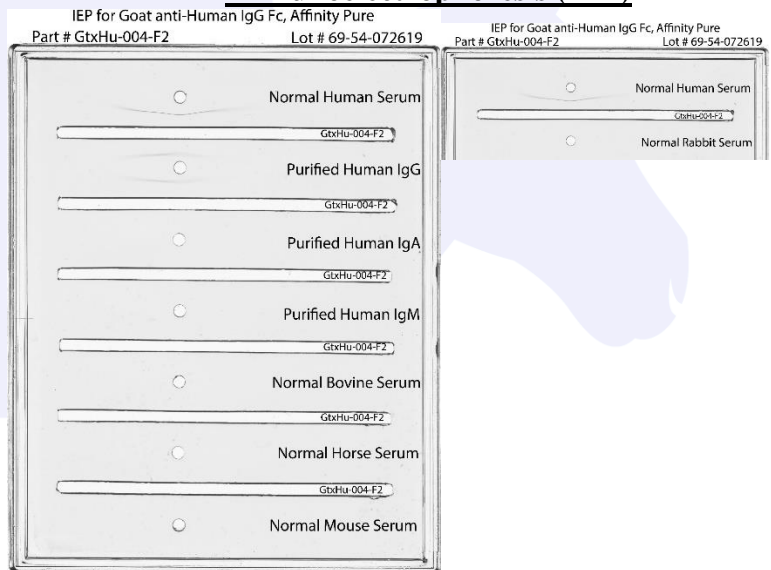 IEP for Goat anti-Human IgG Fc, Affinity Pure
Part # GtxHu-004-F2 Lot # 69-54-072619
Normal Human Serum
GtxHu-004-F2
Purified Human IgG
GtxHu-004-F2
Purified Human IgA
GtxHu-004-F2
Purified Human IgM
GtxHu-004-F2
Normal Bovine Serum
GtxHu-004-F2
Normal Horse Serum
GtxHu-004-F2
Normal Mouse Serum
IEP for Goat anti-Human IgG Fc, Affinity Pure
Part # GtxHu-004-F2 Lot # 69-54-072619
Normal Human Serum
GtxHu-004-F2
Normal Rabbit Serum